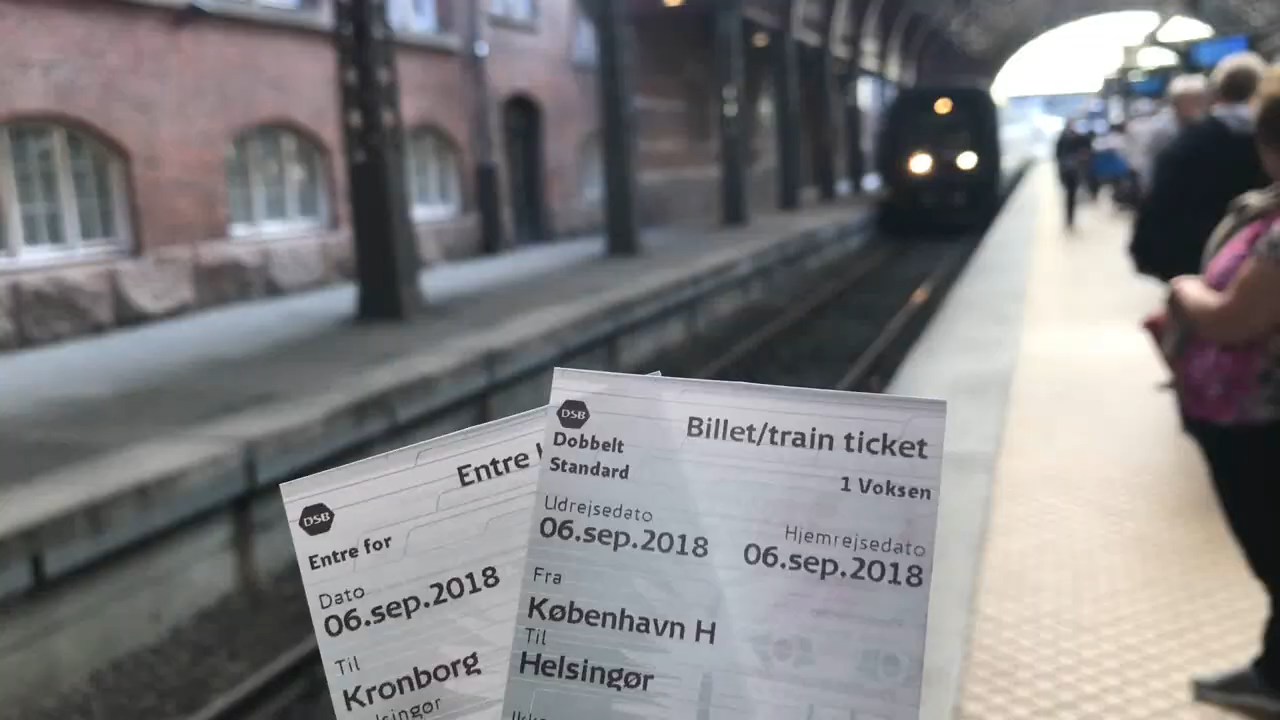 DSB
Entre
Entre for
Dato
06.sep.2018
Til
Kronborg
DSB
Billet/train ticket
Dobbelt
Standard
1 Voksen
Udrejsedato
06.sep.2018
Hjemrejsedato
06.sep.2018
Fra
København H
Til
Helsingør